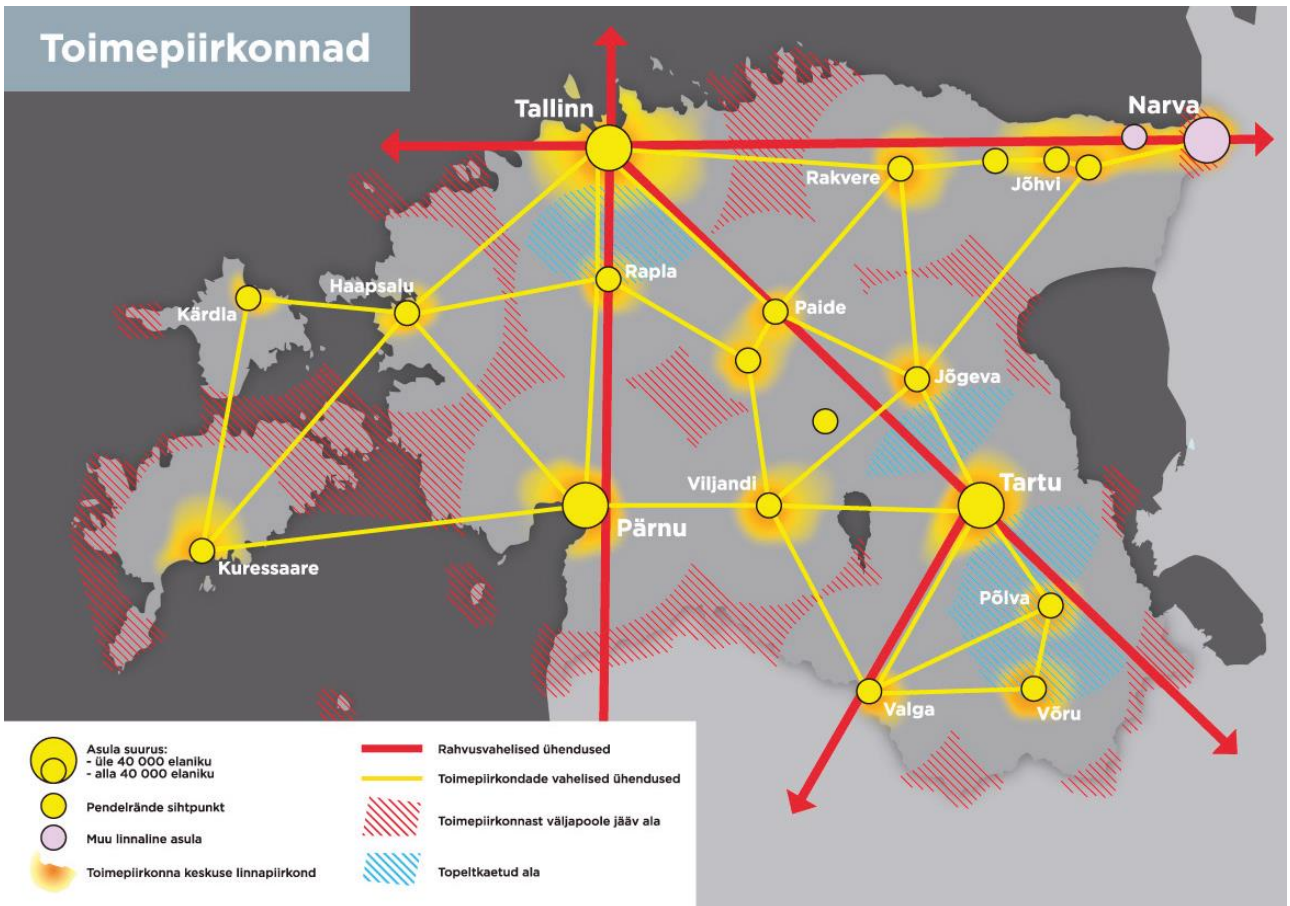 Toimepiirkonnad
Tallinn
Narva
Rakvere
Jõhvi
Rapla
Haapsalu
Kärdla
Paide
Jõgeva
Viljandi
Tartu
Pärnu
Kuressaare
Põlva
Valga
Võru
Asula suurus:
- üle 40 000 elaniku
- alla 40 000 elaniku
Pendelrände sihtpunkt
Muu linnaline asula
Toimepiirkonna keskuse linnapiirkond
Rahvusvahelised ühendused
Toimepiirkondade vahelised ühendused
Toimepiirkonnast väljapoole jääv ala
Topeltkaetud ala